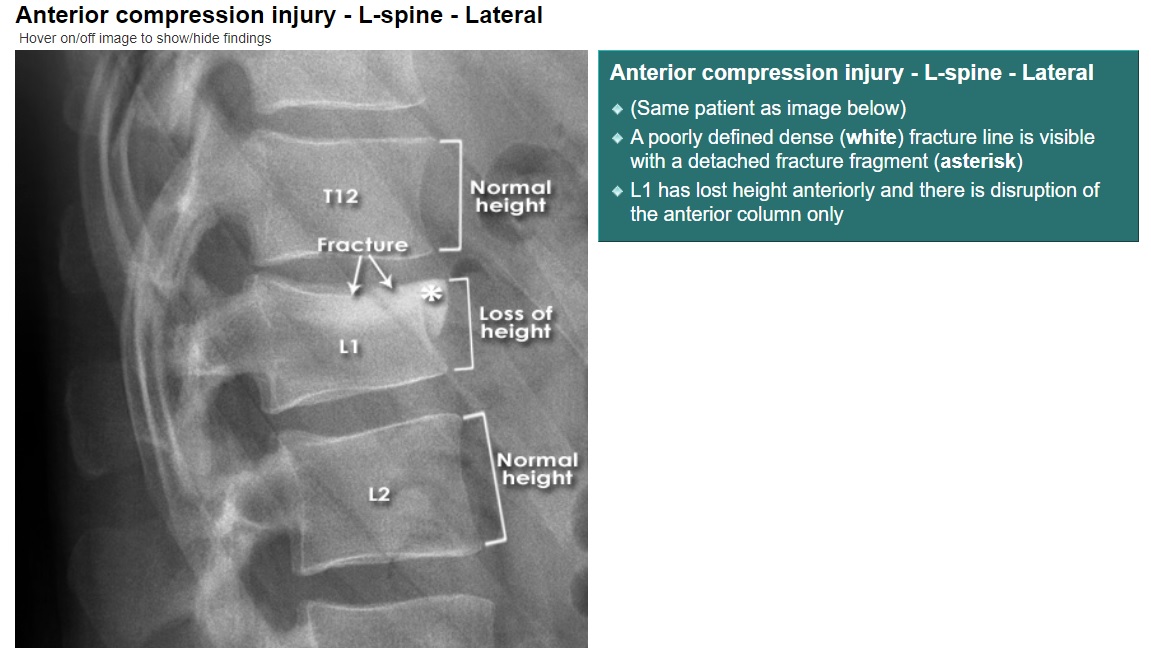 Anterior compression injury - L-spine - Lateral
Hover on/off image to show/hide findings
T12
Normal
height
Fracture
*
L1
Loss of
height
L2
Normal
height
Anterior compression injury - L-spine - Lateral
(Same patient as image below)
A poorly defined dense (white) fracture line is visible
with a detached fracture fragment (asterisk)
L1 has lost height anteriorly and there is disruption of
the anterior column only